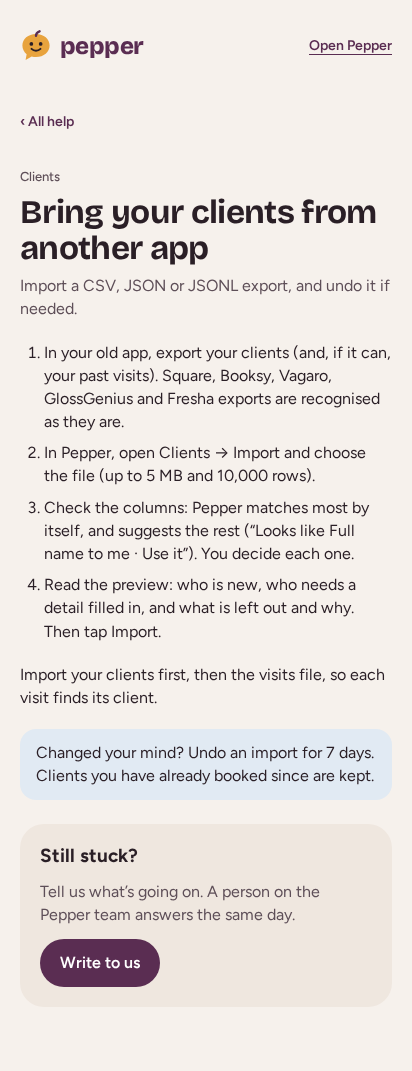 pepper
Open Pepper
‹ All help
Clients
Bring your clients from
another app
Import a CSV, JSON or JSONL export, and undo it if
needed.
1. In your old app, export your clients (and, if it can,
your past visits). Square, Booksy, Vagaro,
GlossGenius and Fresha exports are recognised
as they are.
2. In Pepper, open Clients → Import and choose
the file (up to 5 MB and 10,000 rows).
3. Check the columns: Pepper matches most by
itself, and suggests the rest (“Looks like Full
name to me · Use it”). You decide each one.
4. Read the preview: who is new, who needs a
detail filled in, and what is left out and why.
Then tap Import.
Import your clients first, then the visits file, so each
visit finds its client.
Changed your mind? Undo an import for 7 days.
Clients you have already booked since are kept.
Still stuck?
Tell us what’s going on. A person on the
Pepper team answers the same day.
Write to us